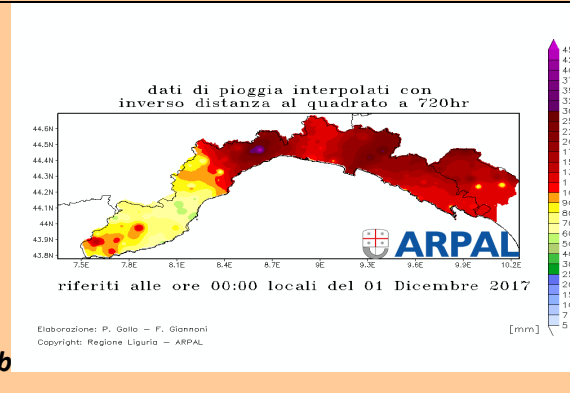 dati di pioggia interpolati con
inverso distanza al quadrato a 720hr
44.6N
44.5N
44.4N
44.3N
44.2N
44.1N
44N
43.9N
43.8N
7.5E 7.8E 8.1E 8.4E 8.7E 9E 9.3E 9.6E 9.9E 10.2E
ARPAL
riferiti alle ore 00:00 locali del 01 Dicembre 2017
Elaborazione: P. Gollo – F. Giannoni
Copyright: Regione Liguria – ARPAL
[mm]
b